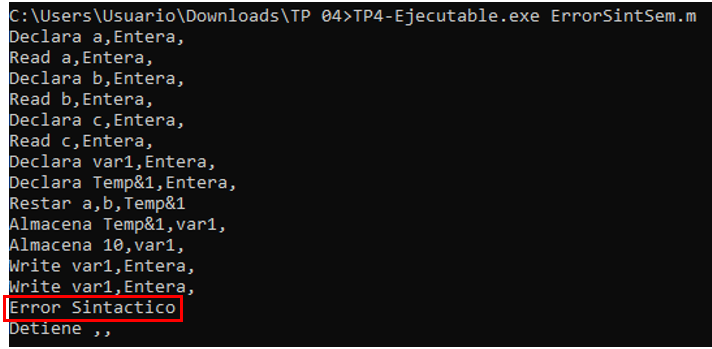 C:\Users\Usuario\Downloads\TP 04>TP4-Ejecutable.exe ErrorSintSem.m
Declara a,Entera,
Read a,Entera,
Declara b,Entera,
Read b,Entera,
Declara c,Entera,
Read c,Entera,
Declara var1,Entera,
Declara Temp&1,Entera,
Restar a,b,Temp&1
Almacena Temp&1,var1,
Almacena 10,var1,
Write var1,Entera,
Write var1,Entera,
Error Sintactico
Detiene ,,